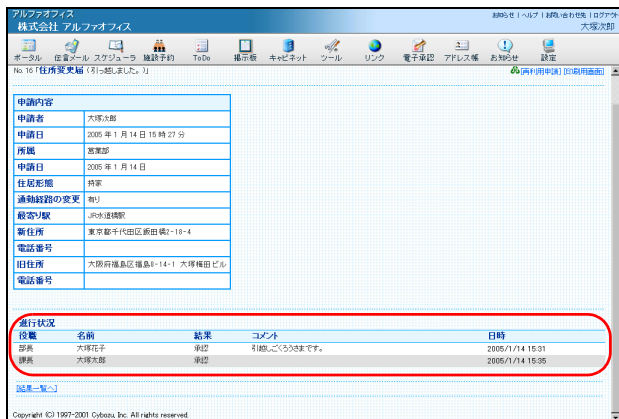 アルファオフィス
お知らせ | ヘルプ | お問い合わせ先 | ログアウト
株式会社 アルファオフィス
大塚次郎
ポータル 伝言メール スケジューラ 施設予約 ToDo 掲示板 キャビネット ツール リンク 電子承認 アドレス帳 お知らせ 設定
No. 16「住所変更届 (引っ越しました。)」
[再利用申請] [印刷用画面]
申請内容
申請者 大塚次郎
申請日 2005 年 1 月 14 日 15 時 27 分
所属 営業部
申請日 2005 年 1 月 14 日
住居形態 持家
通勤経路の変更 有り
最寄り駅 JR水道橋駅
新住所 東京都千代田区飯田橋2-18-4
電話番号
旧住所 大阪府福島区福島8-14-1 大塚梅田ビル
電話番号
進行状況
役職 名前 結果 コメント 日時
部長 大塚花子 承認 引越しごくろうさまです。 2005/1/14 15:31
課長 大塚太郎 承認 2005/1/14 15:35
[結果一覧へ]
Copyright (C) 1997-2001 Cybozu, Inc. All rights reserved.